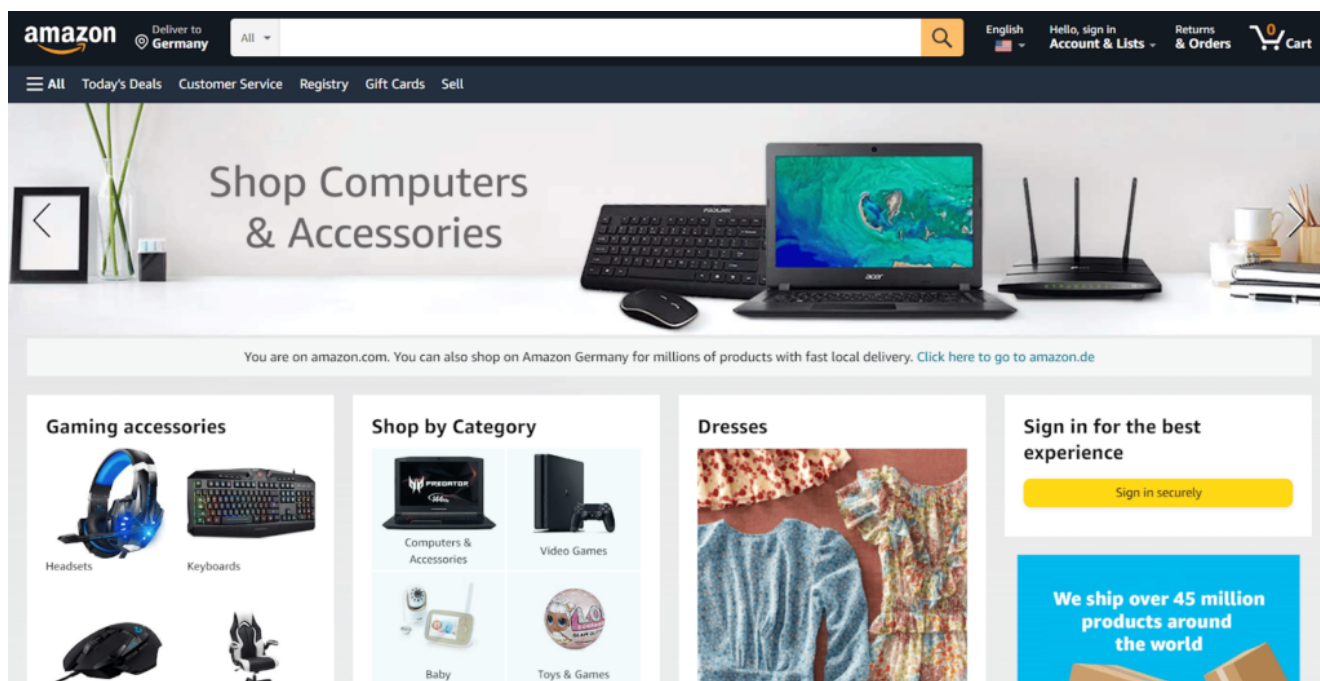 amazon
Deliver to
Germany
All
English
Hello, sign in
Account & Lists
Returns
& Orders
0
Cart
All Today's Deals Customer Service Registry Gift Cards Sell
Shop Computers
& Accessories
PROLINK
acer
You are on amazon.com. You can also shop on Amazon Germany for millions of products with fast local delivery. Click here to go to amazon.de
Gaming accessories
Headsets
Keyboards
Shop by Category
PREDATOR
144Hz
Computers &
Accessories
Video Games
Baby
Toys & Games
Dresses
Sign in for the best
experience
Sign in securely
We ship over 45 million
products around
the world